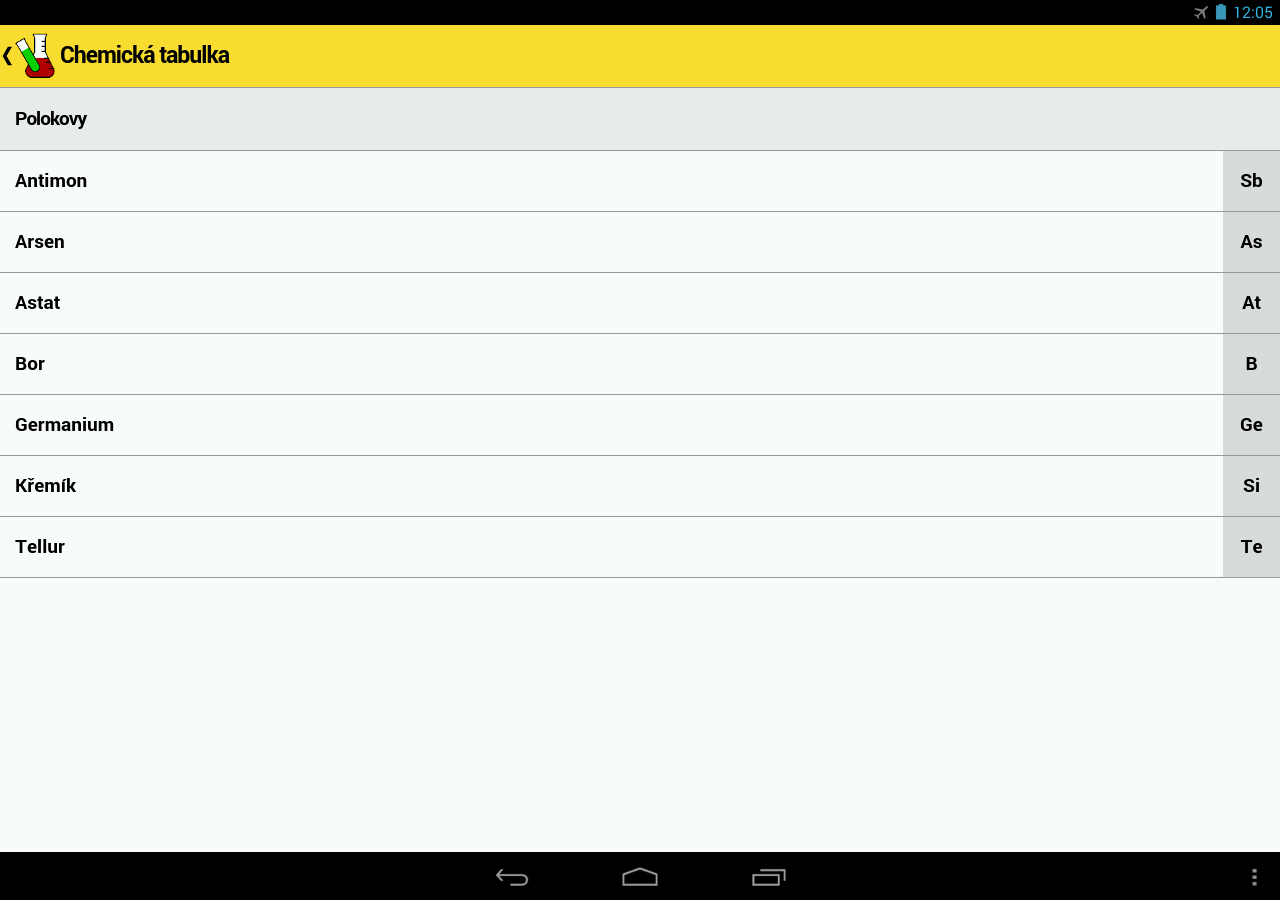 12:05
Chemická tabulka
Polokovy
Antimon Sb
Arsen As
Astat At
Bor B
Germanium Ge
Křemík Si
Tellur Te